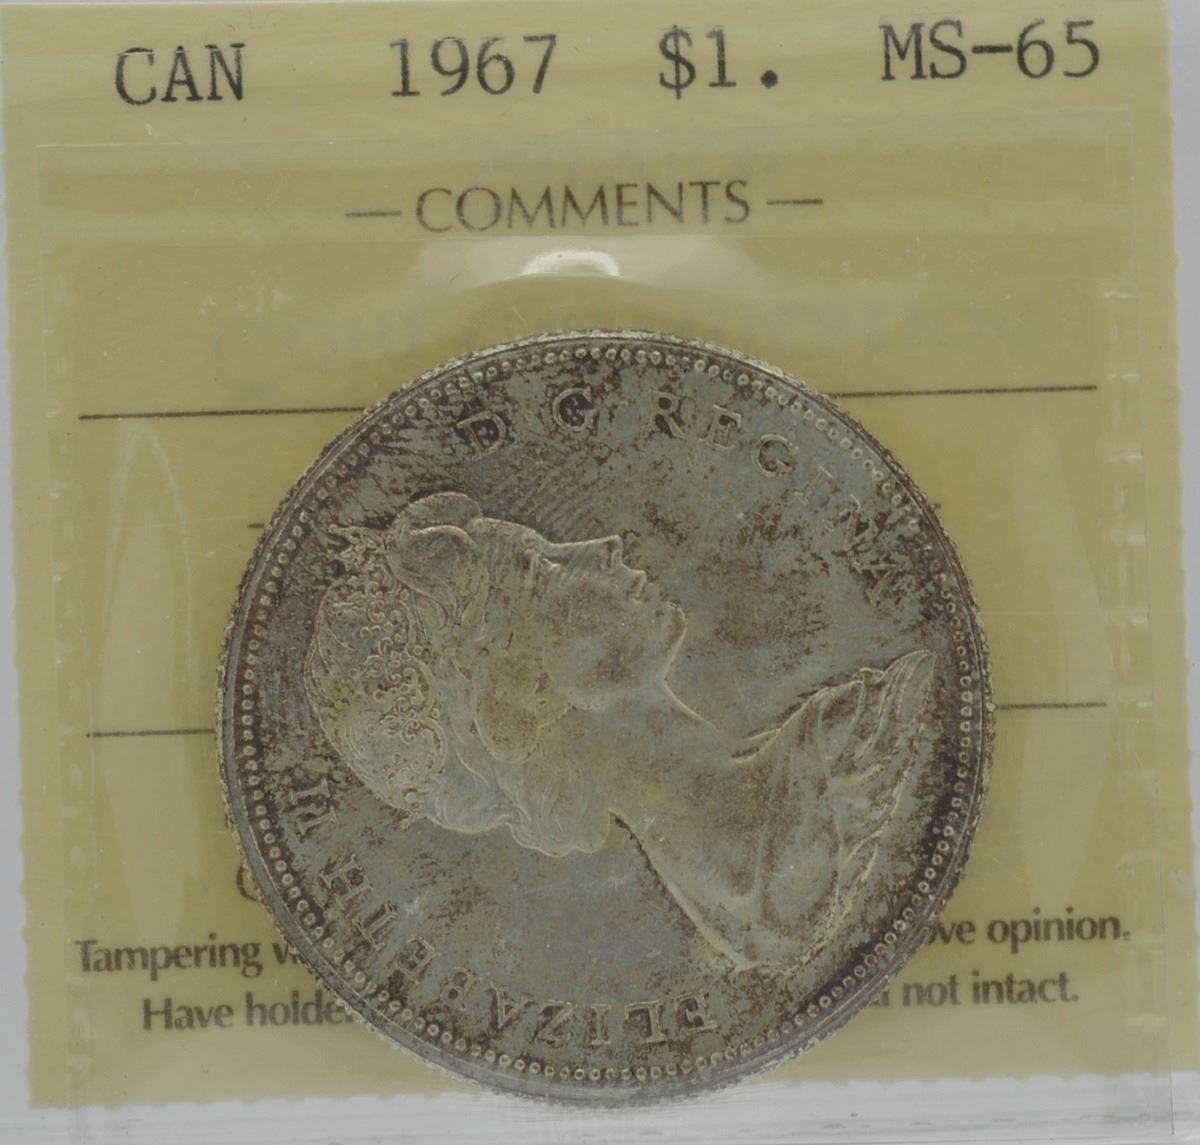 CAN 1967 $1. MS-65
— COMMENTS —
ELIZABETH II D·G·REGINA
Tampering ove opinion.
Have holde not intact.